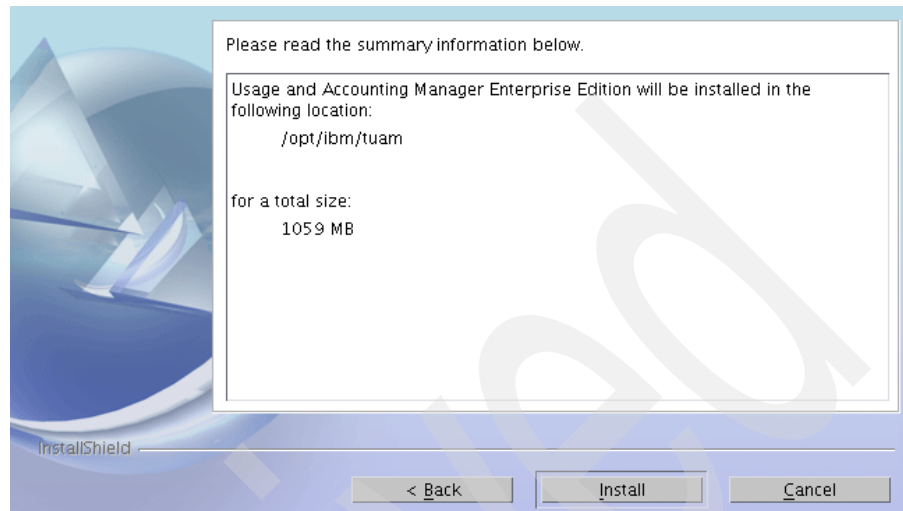 Please read the summary information below.
Usage and Accounting Manager Enterprise Edition will be installed in the
following location:
/opt/ibm/tuam
for a total size:
1059 MB
InstallShield
< Back
Install
Cancel